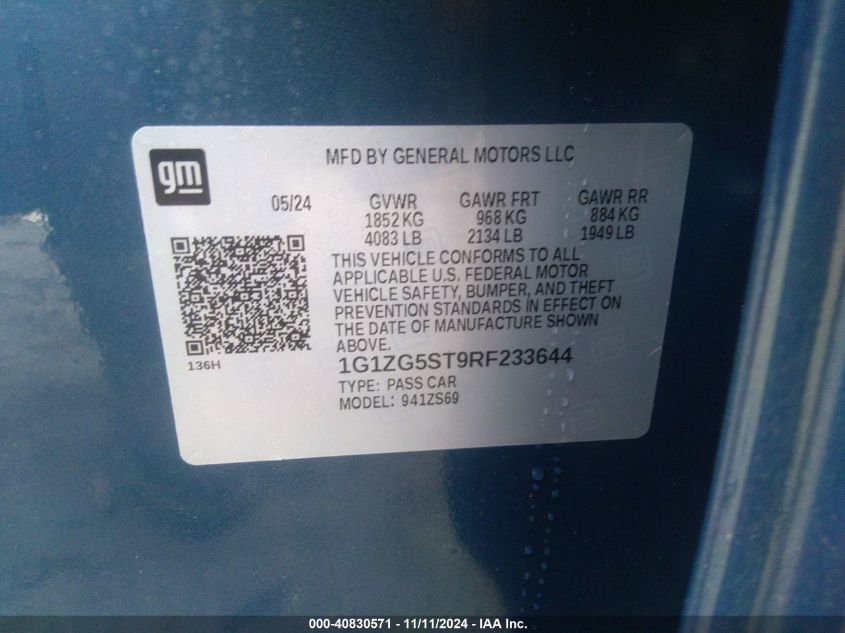 gm
MFD BY GENERAL MOTORS LLC
05/24 GVWR GAWR FRT GAWR RR
1852 KG 968 KG 884 KG
4083 LB 2134 LB 1949 LB
THIS VEHICLE CONFORMS TO ALL
APPLICABLE U.S. FEDERAL MOTOR
VEHICLE SAFETY, BUMPER, AND THEFT
PREVENTION STANDARDS IN EFFECT ON
THE DATE OF MANUFACTURE SHOWN
ABOVE.
136H
1G1ZG5ST9RF233644
TYPE: PASS CAR
MODEL: 941ZS69
000-40830571 - 11/11/2024 - IAA Inc.